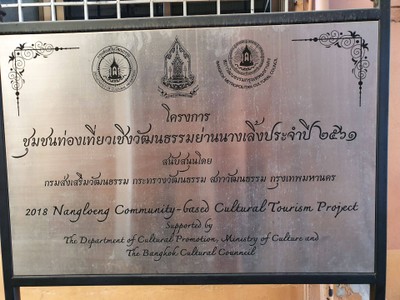 โครงการ
ชุมชนท่องเที่ยวเชิงวัฒนธรรมย่านนางเลิ้งประจำปี ๒๕๖๑
สนับสนุนโดย
กรมส่งเสริมวัฒนธรรม กระทรวงวัฒนธรรม สภาวัฒนธรรม กรุงเทพมหานคร
2018 Nangloeng Community-based Cultural Tourism Project
Supported by
The Department of Cultural Promotion, Ministry of Culture and
The Bangkok Cultural Counneil